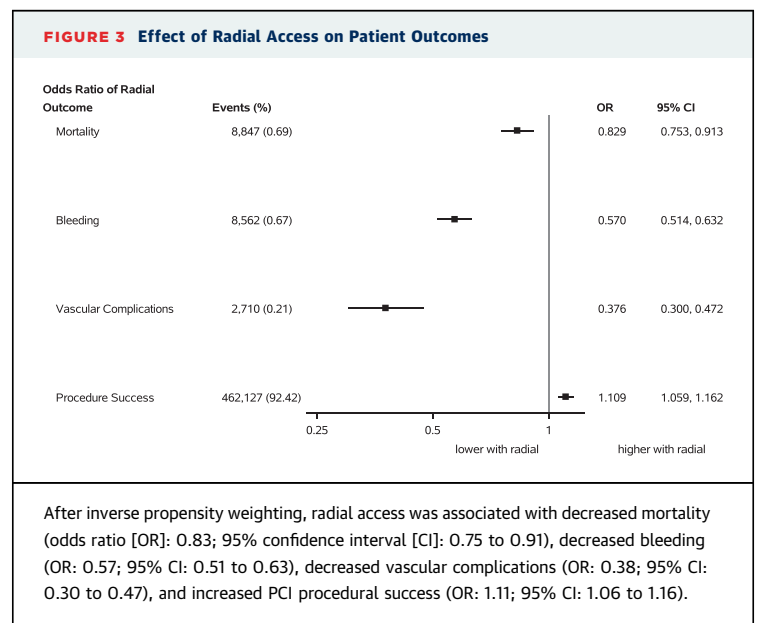 FIGURE 3 Effect of Radial Access on Patient Outcomes
Odds Ratio of Radial
Outcome Events (%) OR 95% CI
Mortality 8,847 (0.69) 0.829 0.753, 0.913
Bleeding 8,562 (0.67) 0.570 0.514, 0.632
Vascular Complications 2,710 (0.21) 0.376 0.300, 0.472
Procedure Success 462,127 (92.42) 1.109 1.059, 1.162
0.25 0.5 1
lower with radial higher with radial
After inverse propensity weighting, radial access was associated with decreased mortality
(odds ratio [OR]: 0.83; 95% confidence interval [CI]: 0.75 to 0.91), decreased bleeding
(OR: 0.57; 95% CI: 0.51 to 0.63), decreased vascular complications (OR: 0.38; 95% CI:
0.30 to 0.47), and increased PCI procedural success (OR: 1.11; 95% CI: 1.06 to 1.16).